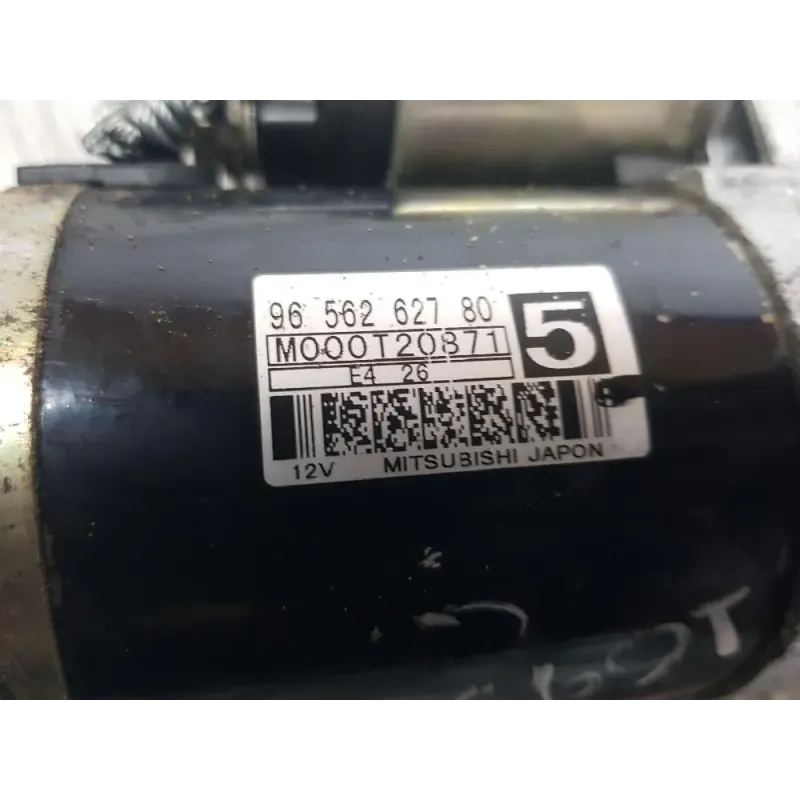 96 562 627 80
5
M000T20871
E4 26
12V MITSUBISHI JAPON